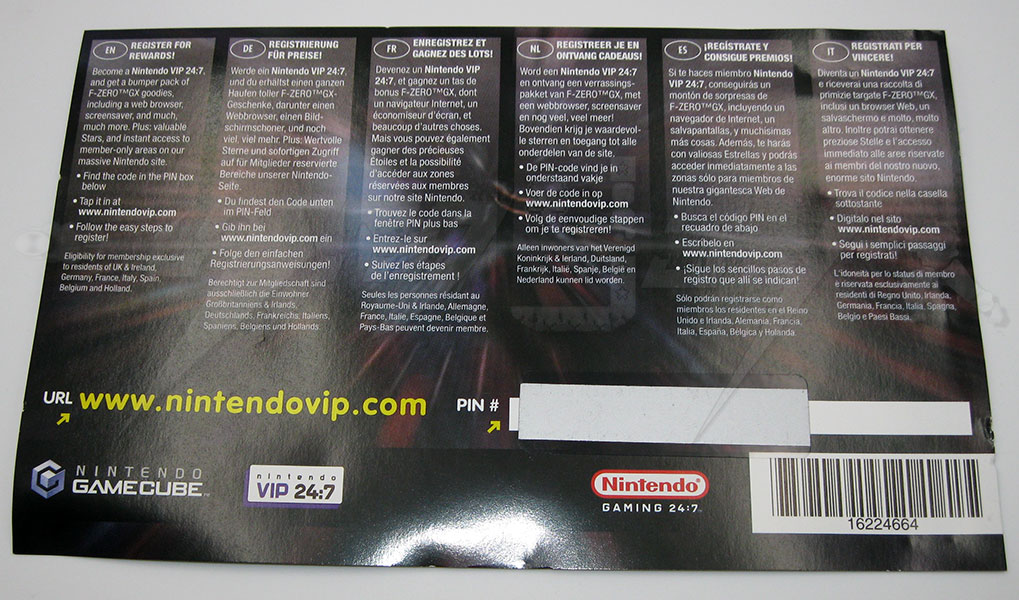 EN
REGISTER FOR
REWARDS!
Become a Nintendo VIP 24:7,
and get a bumper pack of
F-ZERO™GX goodies,
including a web browser,
screensaver, and much,
much more. Plus: valuable
Stars, and instant access to
member-only areas on our
massive Nintendo site.
• Find the code in the PIN box
below
• Tap it in at
www.nintendovip.com
• Follow the easy steps to
register!
Eligibility for membership exclusive
to residents of UK & Ireland,
Germany, France, Italy, Spain
Belgium and Holland.
DE
REGISTRIERUNG
FÜR PREISE!
Werde ein Nintendo VIP 24:7,
und du erhältst einen ganzen
Haufen toller F-ZERO™GX-
Geschenke, darunter einen
Webbrowser, einen Bild-
schirmschoner, und noch
viel, viel mehr. Plus: Wertvolle
Sterne und sofortigen Zugriff
auf für Mitglieder reservierte
Bereiche unserer Nintendo-
Seite.
• Du findest den Code unten
im PIN-Feld
• Gib ihn bei
www.nintendovip.com ein
• Folge den einfachen
Registrierungsanweisungen!
Berechtigt zur Mitgliedschaft sind
ausschließlich die Einwohner
Großbritanniens & Irlands,
Deutschlands, Frankreichs, Italiens,
Spaniens, Belgiens und Hollands.
FR
ENREGISTREZ ET
GAGNEZ DES LOTS!
Devenez un Nintendo VIP
24:7, et gagnez un tas de
bonus F-ZERO™GX, dont
un navigateur Internet, un
économiseur d'écran, et
beaucoup d'autres choses.
Mais vous pouvez également
gagner des précieuses
Étoiles et la possibilité
d'accéder aux zones
réservées aux membres
sur notre site Nintendo.
• Trouvez le code dans la
fenêtre PIN plus bas
• Entrez-le sur
www.nintendovip.com
• Suivez les étapes
de l'enregistrement !
Seules les personnes résidant au
Royaume-Uni & Irlande, Allemagne,
France, Italie, Espagne, Belgique et
Pays-Bas peuvent devenir membre.
NL
REGISTREER JE EN
ONTVANG CADEAUS!
Word een Nintendo VIP 24:7
en ontvang een verrassings-
pakket van F-ZERO™GX, met
een webbrowser, screensaver
en nog veel, veel meer!
Bovendien krijg je waardevol-
le sterren en toegang tot alle
onderdelen van de site.
• De PIN-code vind je in
onderstaand vakje
• Voer de code in op
www.nintendovip.com
• Volg de eenvoudige stappen
om je te registreren!
Alleen inwoners van het Verenigd
Koninkrijk & Ierland, Duitsland,
Frankrijk, Italië, Spanje, België en
Nederland kunnen lid worden.
ES
¡REGÍSTRATE Y
CONSIGUE PREMIOS!
Si te haces miembro Nintendo
VIP 24:7, conseguirás un
montón de sorpresas de
F-ZERO™GX, incluyendo un
navegador de Internet, un
salvapantallas, y muchísimas
más cosas. Además, te harás
con valiosas Estrellas y podrás
acceder inmediatamente a las
zonas sólo para miembros de
nuestra gigantesca Web de
Nintendo.
• Busca el código PIN en el
recuadro de abajo
• Escríbelo en
www.nintendovip.com
• ¡Sigue los sencillos pasos de
registro que allí se indican!
Sólo podrán registrarse como
miembros los residentes en el Reino
Unido e Irlanda, Alemania, Francia,
Italia, España, Bélgica y Holanda.
IT
REGISTRATI PER
VINCERE!
Diventa un Nintendo VIP 24:7
e riceverai una raccolta di
primizie targate F-ZERO™GX,
inclusi un browser Web, un
salvaschermo e molto, molto
altro. Inoltre potrai ottenere
preziose Stelle e l'accesso
immediato alle aree riservate
ai membri del nostro nuovo,
enorme sito Nintendo.
• Trova il codice nella casella
sottostante
• Digitalo nel sito
www.nintendovip.com
• Segui i semplici passaggi
per registrati!
L'idoneità per lo status di membro
è riservata esclusivamente ai
residenti di Regno Unito, Irlanda,
Germania, Francia, Italia, Spagna,
Belgio e Paesi Bassi.
URL www.nintendovip.com PIN #
NINTENDO
GAMECUBE™
nintendo
VIP 24:7
Nintendo®
GAMING 24:7™
16224664